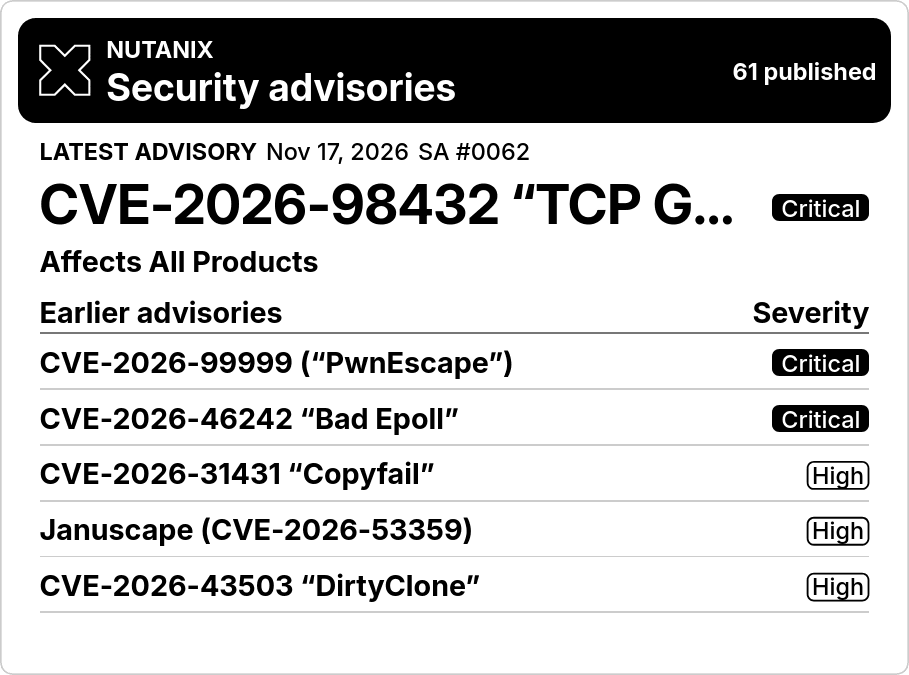 NUTANIX
Security advisories
61 published
LATEST ADVISORY Nov 17, 2026 SA #0062
CVE-2026-98432 “TCP G... Critical
Affects All Products
Earlier advisories Severity
CVE-2026-99999 (“PwnEscape”) Critical
CVE-2026-46242 “Bad Epoll” Critical
CVE-2026-31431 “Copyfail” High
Januscape (CVE-2026-53359) High
CVE-2026-43503 “DirtyClone” High